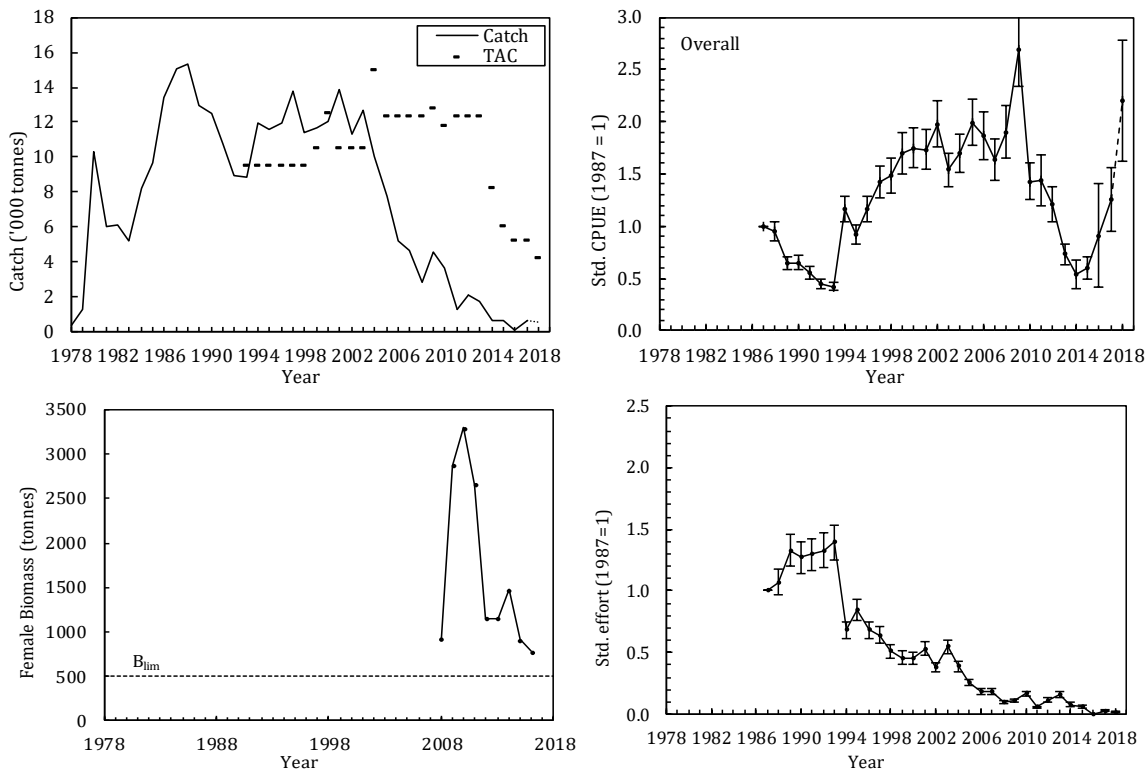 18
16
14
12
10
8
6
4
2
0
Catch ('000 tonnes)
Catch
TAC
1978 1982 1986 1990 1994 1998 2002 2006 2010 2014 2018
Year
3.0
2.5
2.0
1.5
1.0
0.5
0.0
Std. CPUE (1987 = 1)
Overall
1978 1982 1986 1990 1994 1998 2002 2006 2010 2014 2018
Year
3500
3000
2500
2000
1500
1000
500
0
Female Biomass (tonnes)
Blim
1978 1988 1998 2008 2018
Year
2.5
2.0
1.5
1.0
0.5
0.0
Std. effort (1987=1)
1978 1982 1986 1990 1994 1998 2002 2006 2010 2014 2018
Year